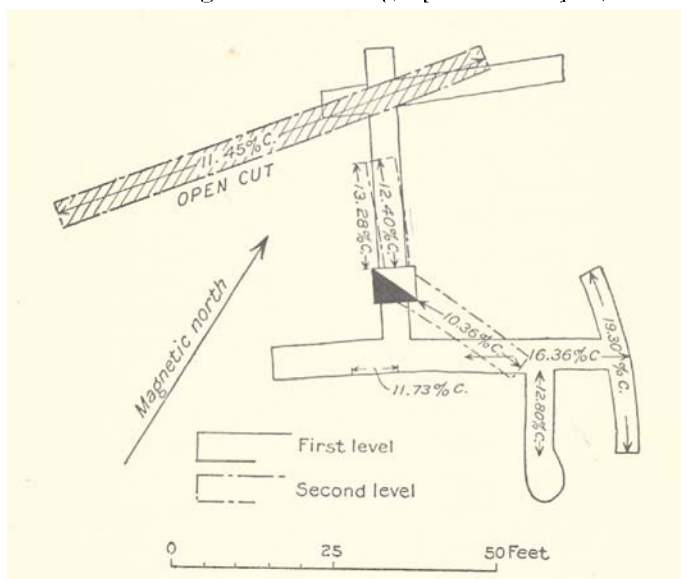 11.45%C.
OPEN CUT
13.28%C.
12.40%C.
Magnetic north
10.36%C.
16.36%C
19.30%C.
11.73%C.
12.80%C.
First level
Second level
0 25 50 Feet